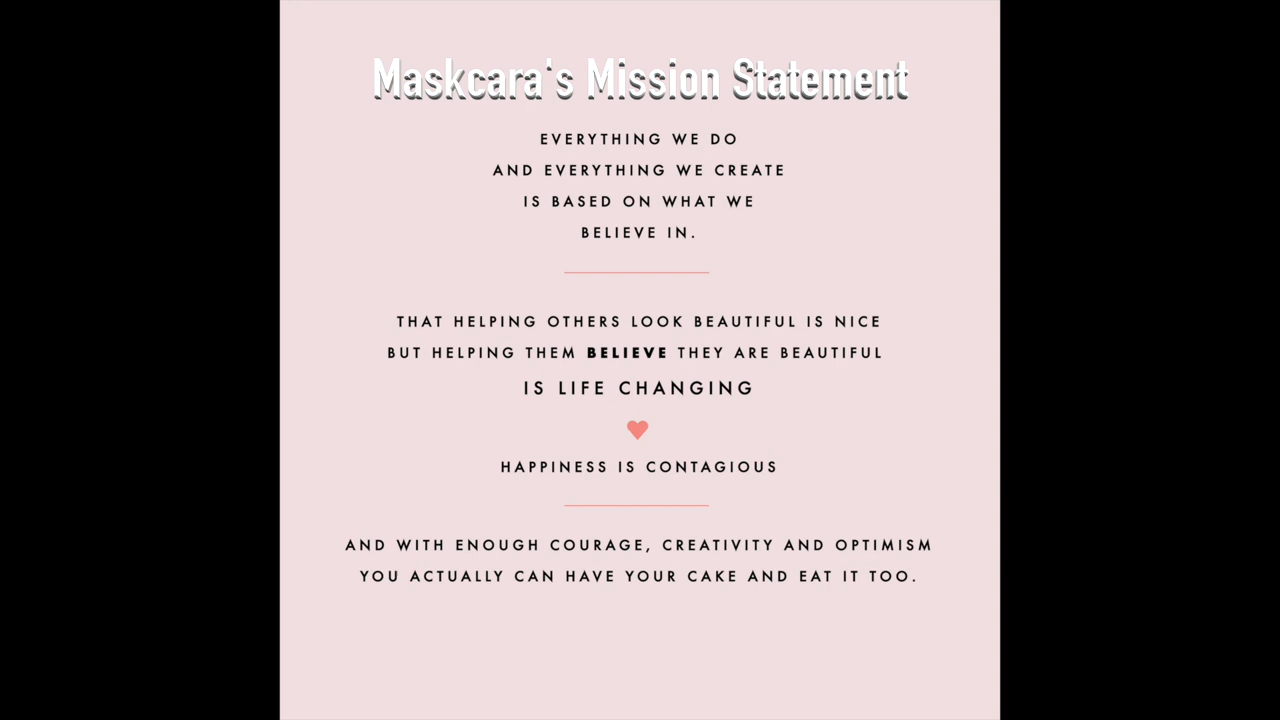 Maskcara's Mission Statement
EVERYTHING WE DO
AND EVERYTHING WE CREATE
IS BASED ON WHAT WE
BELIEVE IN.
THAT HELPING OTHERS LOOK BEAUTIFUL IS NICE
BUT HELPING THEM BELIEVE THEY ARE BEAUTIFUL
IS LIFE CHANGING
HAPPINESS IS CONTAGIOUS
AND WITH ENOUGH COURAGE, CREATIVITY AND OPTIMISM
YOU ACTUALLY CAN HAVE YOUR CAKE AND EAT IT TOO.